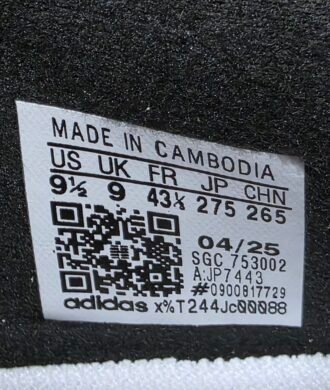 MADE IN CAMBODIA
US UK FR JP CHN
9½ 9 43⅓ 275 265
04/25
SGC 753002
A:JP7443
#0900817729
adidas x%T244Jc00088